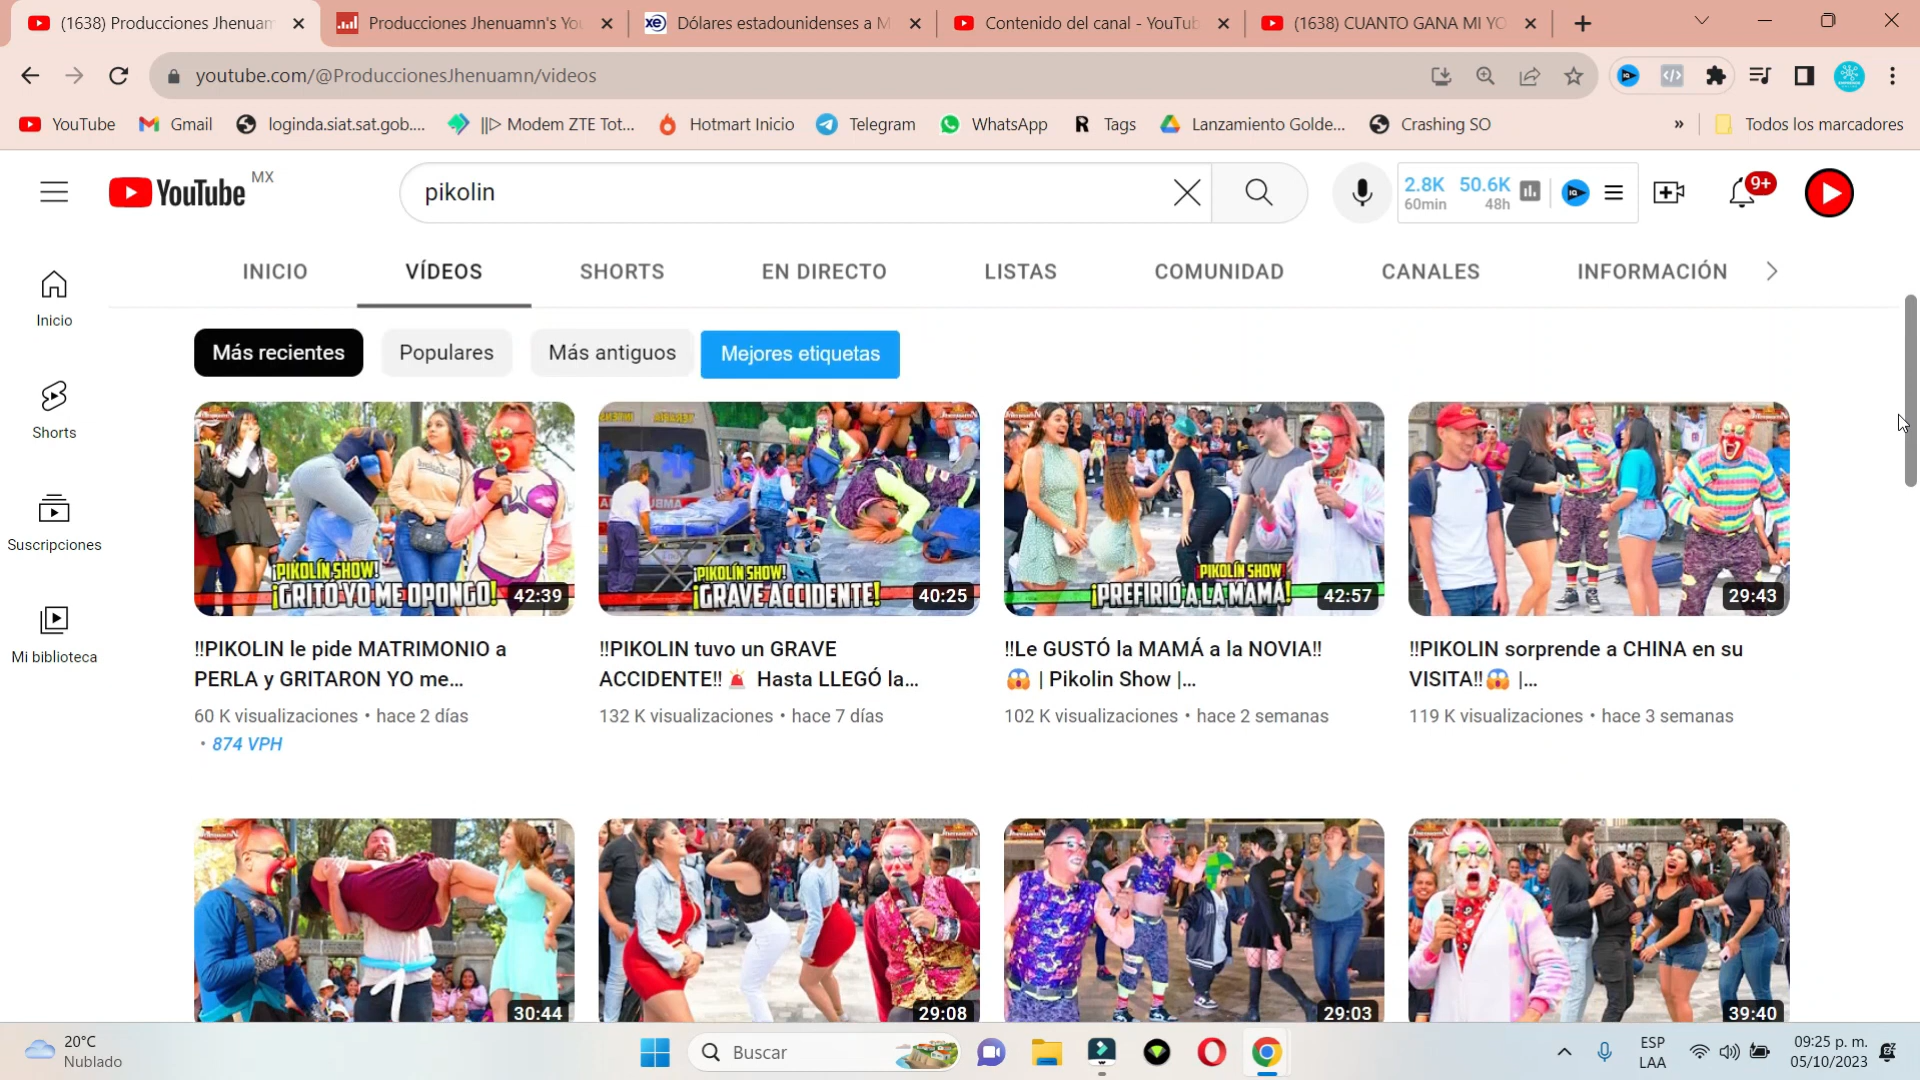 (1638) Producciones Jhenuam
Producciones Jhenuamn's You
Dólares estadounidenses a M
Contenido del canal - YouTub
(1638) CUANTO GANA MI YO
youtube.com/@ProduccionesJhenuamn/videos
YouTube
Gmail
loginda.siat.sat.gob....
||▷ Modem ZTE Tot...
Hotmart Inicio
Telegram
WhatsApp
Tags
Lanzamiento Golde...
Crashing SO
»
Todos los marcadores
YouTube MX
pikolin
2.8K 50.6K
60min 48h
9+
INICIO
VÍDEOS
SHORTS
EN DIRECTO
LISTAS
COMUNIDAD
CANALES
INFORMACIÓN
Inicio
Shorts
Suscripciones
Mi biblioteca
Más recientes
Populares
Más antiguos
Mejores etiquetas
¡PIKOLÍN SHOW!
¡GRITO YO ME OPONGO!
42:39
¡PIKOLÍN SHOW!
¡GRAVE ACCIDENTE!
40:25
¡PIKOLÍN SHOW!
¡PREFIRIÓ A LA MAMÁ!
42:57
29:43
‼PIKOLIN le pide MATRIMONIO a
PERLA y GRITARON YO me...
60 K visualizaciones • hace 2 días
• 874 VPH
‼PIKOLIN tuvo un GRAVE
ACCIDENTE‼ 🚨 Hasta LLEGÓ la...
132 K visualizaciones • hace 7 días
‼Le GUSTÓ la MAMÁ a la NOVIA‼
😱 | Pikolin Show |...
102 K visualizaciones • hace 2 semanas
‼PIKOLIN sorprende a CHINA en su
VISITA‼😱 |...
119 K visualizaciones • hace 3 semanas
30:44
29:08
29:03
39:40
20°C
Nublado
Buscar
ESP
LAA
09:25 p. m.
05/10/2023